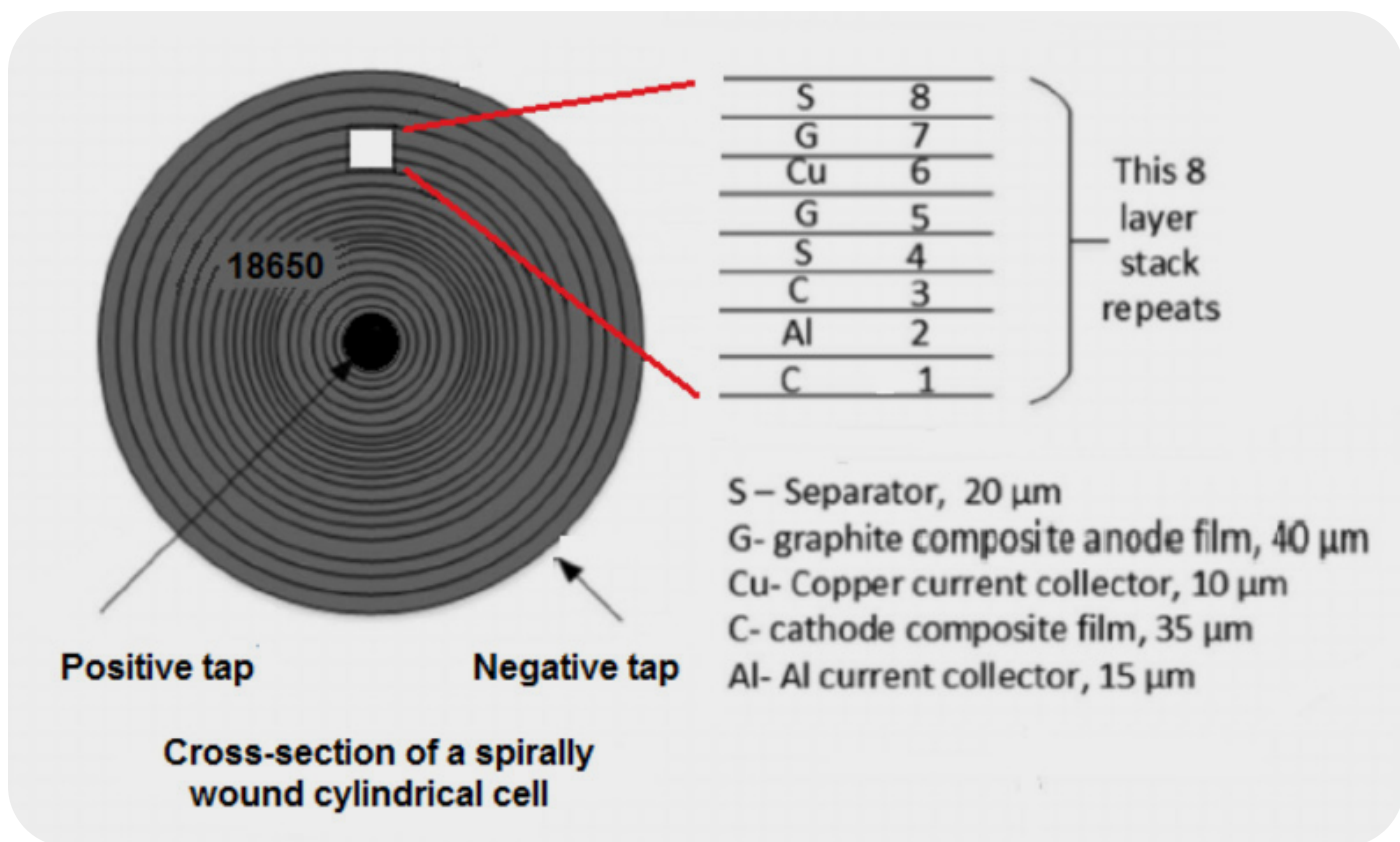 S 8
G 7
Cu 6
G 5
S 4
C 3
Al 2
C 1
This 8
layer
stack
repeats
18650
S – Separator, 20 µm
G- graphite composite anode film, 40 µm
Cu- Copper current collector, 10 µm
C- cathode composite film, 35 µm
Al- Al current collector, 15 µm
Positive tap
Negative tap
Cross-section of a spirally
wound cylindrical cell